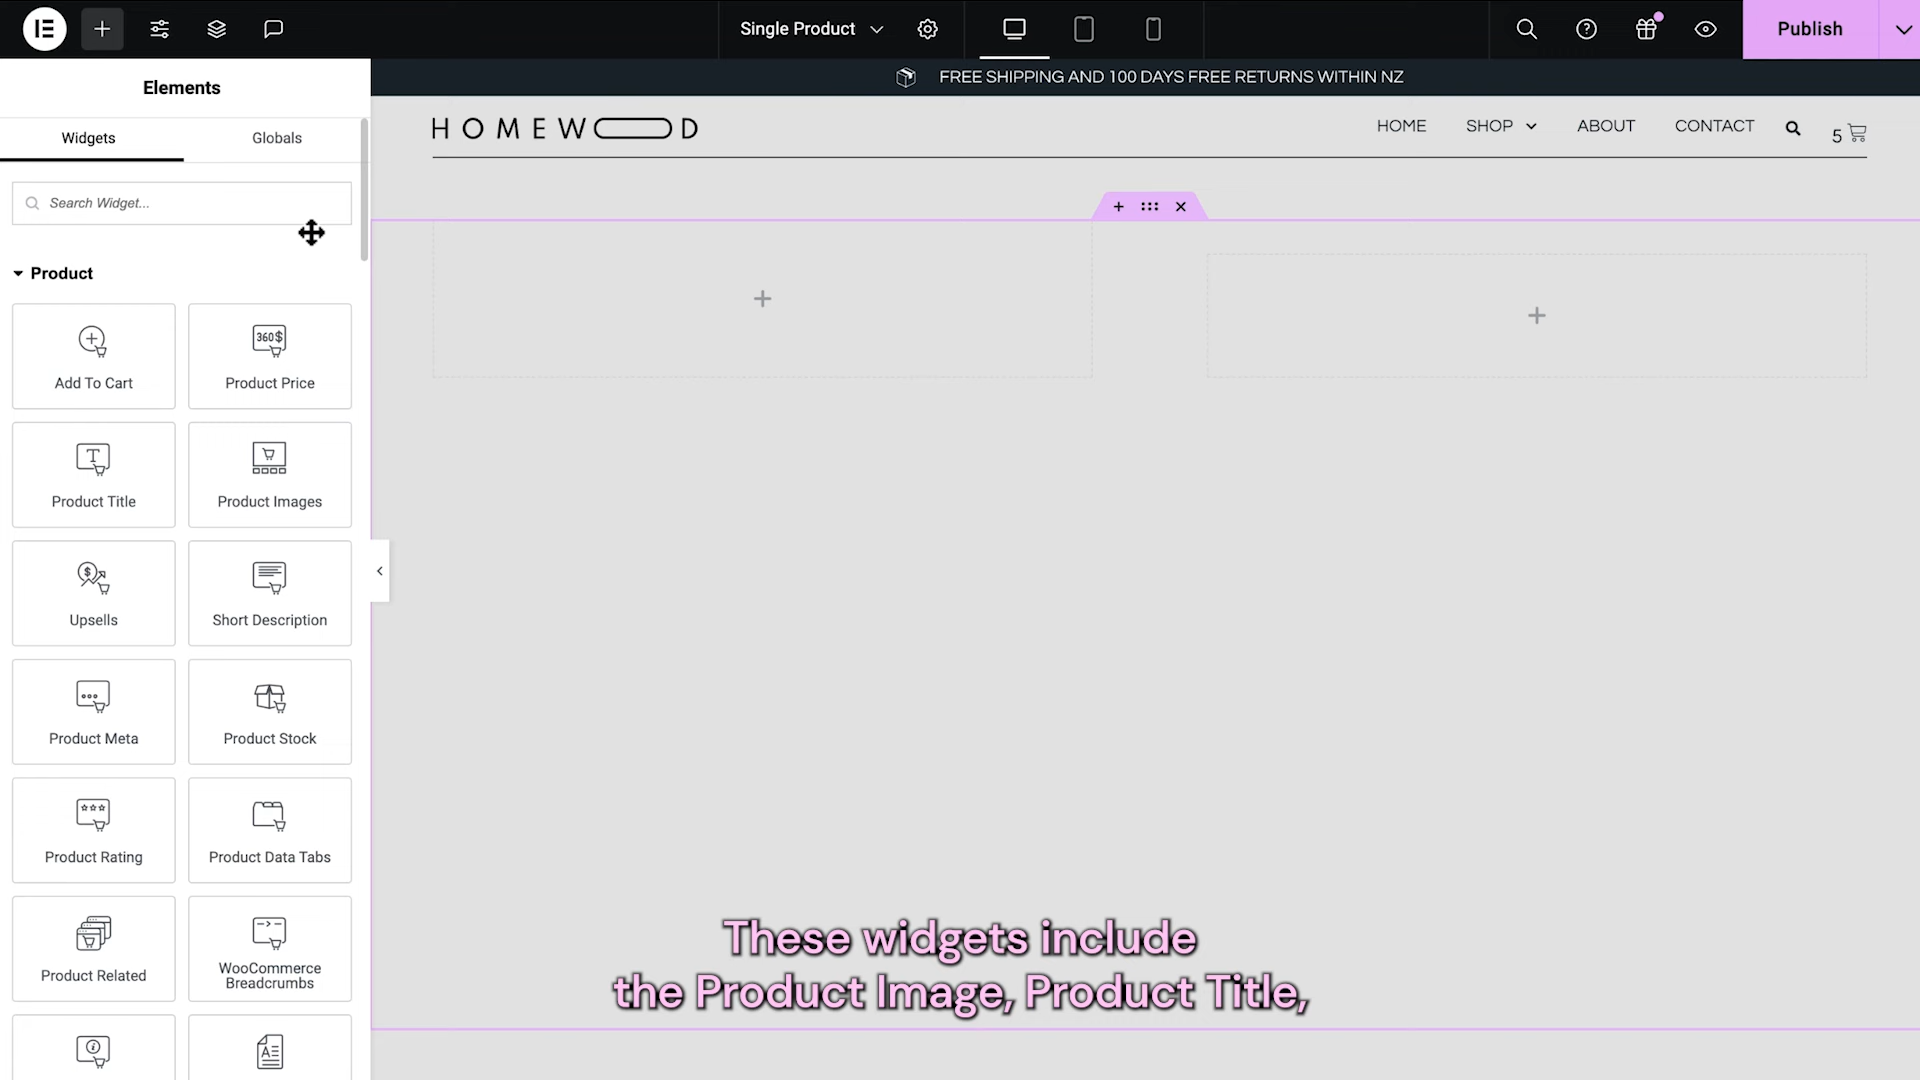 Single Product
Publish
Elements
FREE SHIPPING AND 100 DAYS FREE RETURNS WITHIN NZ
Widgets
Globals
HOMEWOOD
HOME
SHOP
ABOUT
CONTACT
5
Search Widget...
Product
Add To Cart
360$
Product Price
T
Product Title
Product Images
$
Upsells
Short Description
Product Meta
Product Stock
Product Rating
Product Data Tabs
Product Related
WooCommerce
Breadcrumbs
These widgets include
the Product Image, Product Title,